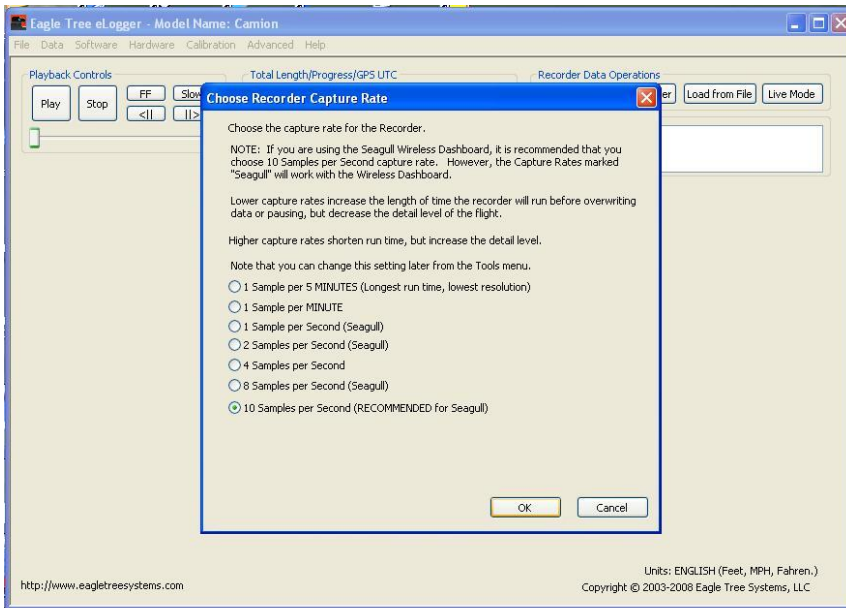 Eagle Tree eLogger - Model Name: Camion
File Data Software Hardware Calibration Advanced Help
Playback Controls
Total Length/Progress/GPS UTC
Recorder Data Operations
Play
Stop
FF
Slow
<||
||>
Load from File
Live Mode
Choose Recorder Capture Rate
Choose the capture rate for the Recorder.
NOTE: If you are using the Seagull Wireless Dashboard, it is recommended that you
choose 10 Samples per Second capture rate. However, the Capture Rates marked
"Seagull" will work with the Wireless Dashboard.
Lower capture rates increase the length of time the recorder will run before overwriting
data or pausing, but decrease the detail level of the flight.
Higher capture rates shorten run time, but increase the detail level.
Note that you can change this setting later from the Tools menu.
1 Sample per 5 MINUTES (Longest run time, lowest resolution)
1 Sample per MINUTE
1 Sample per Second (Seagull)
2 Samples per Second (Seagull)
4 Samples per Second
8 Samples per Second (Seagull)
10 Samples per Second (RECOMMENDED for Seagull)
OK
Cancel
Units: ENGLISH (Feet, MPH, Fahren.)
http://www.eagletreesystems.com
Copyright © 2003-2008 Eagle Tree Systems, LLC